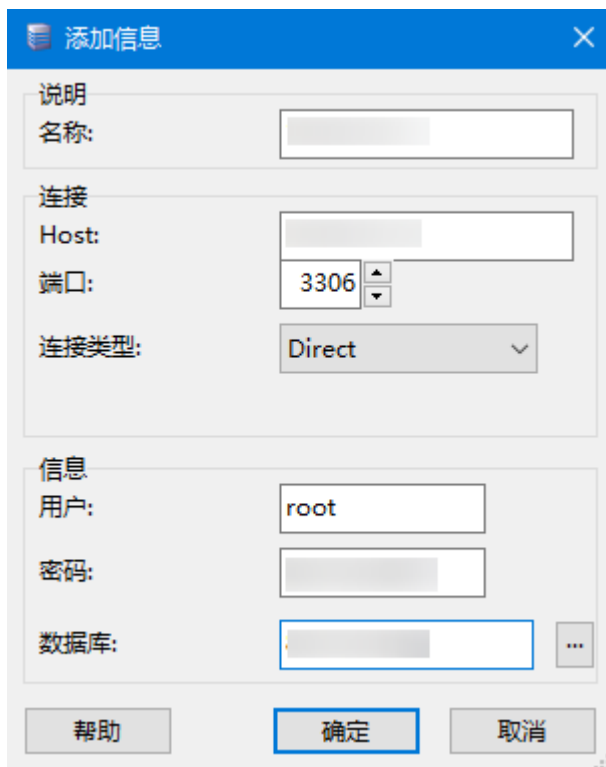 添加信息
说明
名称:
连接
Host:
端口: 3306
连接类型: Direct
信息
用户: root
密码:
数据库: ...
帮助 确定 取消